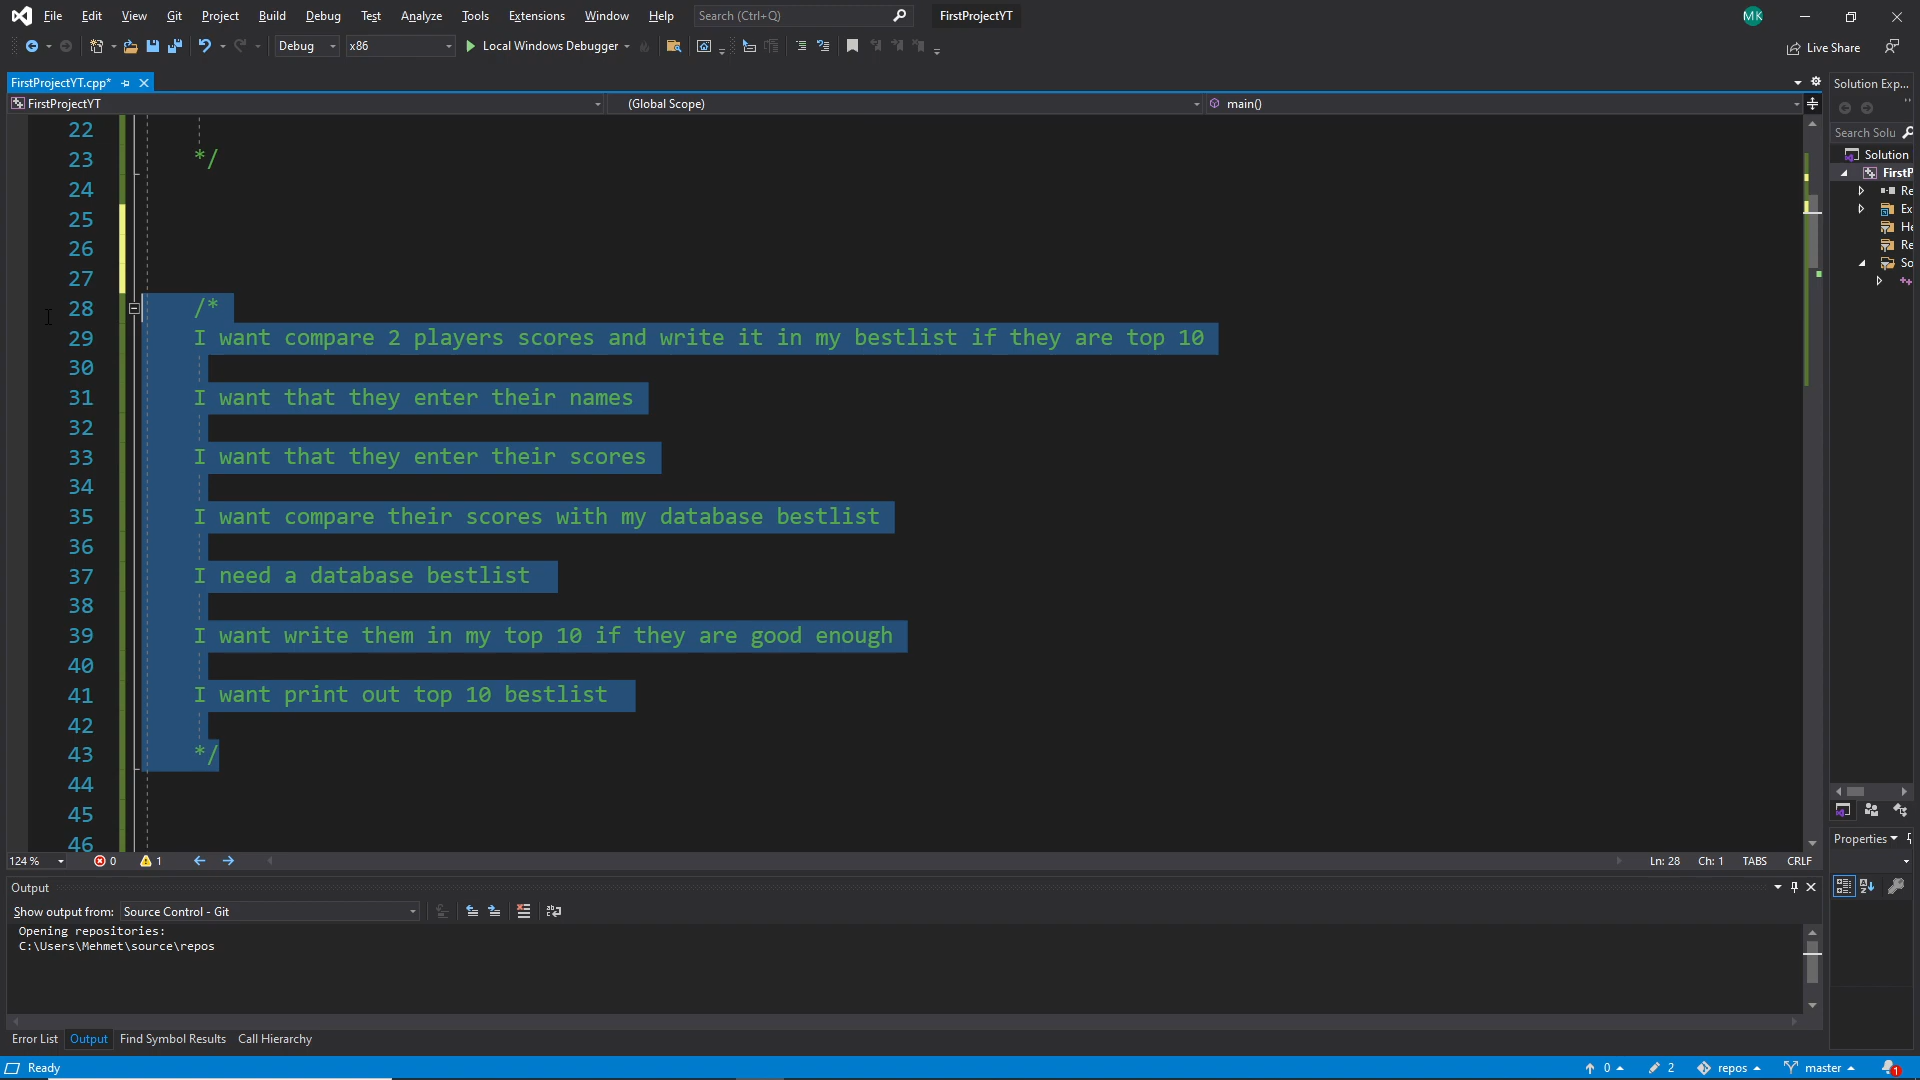 File Edit View Git Project Build Debug Test Analyze Tools Extensions Window Help Search (Ctrl+Q) FirstProjectYT MK
Debug x86 Local Windows Debugger Live Share
FirstProjectYT.cpp* Solution Exp...
FirstProjectYT (Global Scope) main()
Search Solu
Solution
FirstP
Re
Ex
He
Re
So
22
23 */
24
25
26
27
28 /*
29 I want compare 2 players scores and write it in my bestlist if they are top 10
30
31 I want that they enter their names
32
33 I want that they enter their scores
34
35 I want compare their scores with my database bestlist
36
37 I need a database bestlist
38
39 I want write them in my top 10 if they are good enough
40
41 I want print out top 10 bestlist
42
43 */
44
45
46
Properties
124 % 0 1 Ln: 28 Ch: 1 TABS CRLF
Output
Show output from: Source Control - Git
Opening repositories:
C:\Users\Mehmet\source\repos
Error List Output Find Symbol Results Call Hierarchy
Ready 0 2 repos master 1